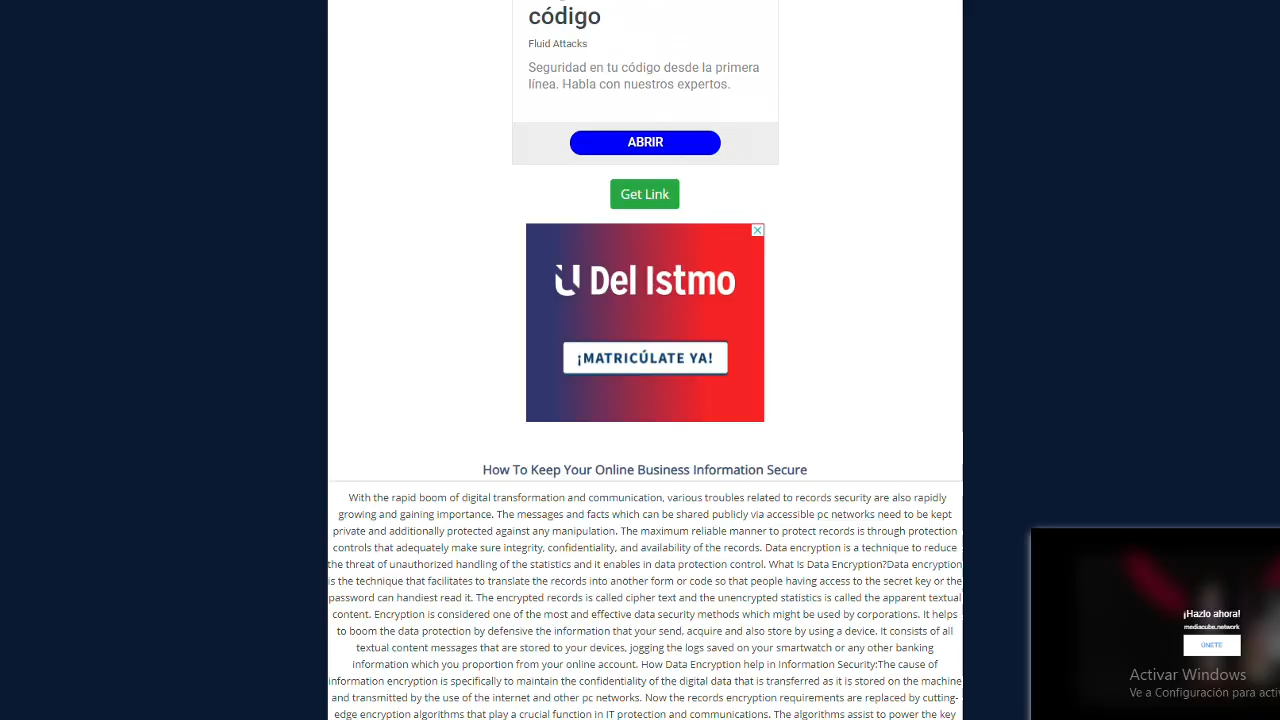 código
Fluid Attacks
Seguridad en tu código desde la primera
línea. Habla con nuestros expertos.
ABRIR
Get Link
U Del Istmo
¡MATRICÚLATE YA!
How To Keep Your Online Business Information Secure
With the rapid boom of digital transformation and communication, various troubles related to records security are also rapidly
growing and gaining importance. The messages and facts which can be shared publicly via accessible pc networks need to be kept
private and additionally protected against any manipulation. The maximum reliable manner to protect records is through protection
controls that adequately make sure integrity, confidentiality, and availability of the records. Data encryption is a technique to reduce
the threat of unauthorized handling of the statistics and it enables in data protection control. What Is Data Encryption?Data encryption
is the technique that facilitates to translate the records into another form or code so that people having access to the secret key or the
password can handiest read it. The encrypted records is called cipher text and the unencrypted statistics is called the apparent textual
content. Encryption is considered one of the most and effective data security methods which might be used by corporations. It helps
to boom the data protection by defensive the information that your send, acquire and also store by using a device. It consists of all
textual content messages that are stored to your devices, jogging the logs saved on your smartwatch or any other banking
information which you proportion from your online account. How Data Encryption help in Information Security:The cause of
information encryption is specifically to maintain the confidentiality of the digital data that is transferred as it is stored on the machine
and transmitted by the use of the internet and other pc networks. Now the records encryption requirements are replaced by cutting-
edge encryption algorithms that play a crucial function in IT protection and communications. The algorithms assist to power the key
¡Hazlo ahora!
mediacube.network
ÚNETE
Activar Windows
Ve a Configuración para acti